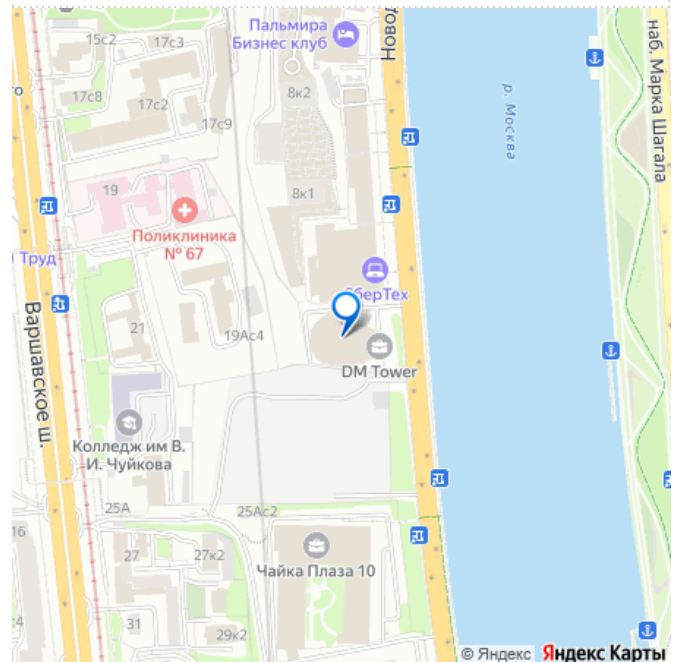 Пальмира
Бизнес клуб
Новод
15с2
17с3
8к2
17с8
17с2
17с9
р. Москва
наб. Марка Шагала
19
8к1
Поликлиника
№ 67
Труд
СберТех
21
19Ас4
Варшавское ш.
DM Tower
Колледж им В.
И. Чуйкова
25А
25Ас2
16
27
27к2
Чайка Плаза 10
с4
31
29к2
© Яндекс Яндекс Карты